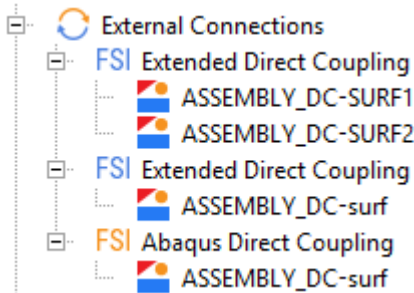 External Connections
FSI Extended Direct Coupling
ASSEMBLY_DC-SURF1
ASSEMBLY_DC-SURF2
FSI Extended Direct Coupling
ASSEMBLY_DC-surf
FSI Abaqus Direct Coupling
ASSEMBLY_DC-surf